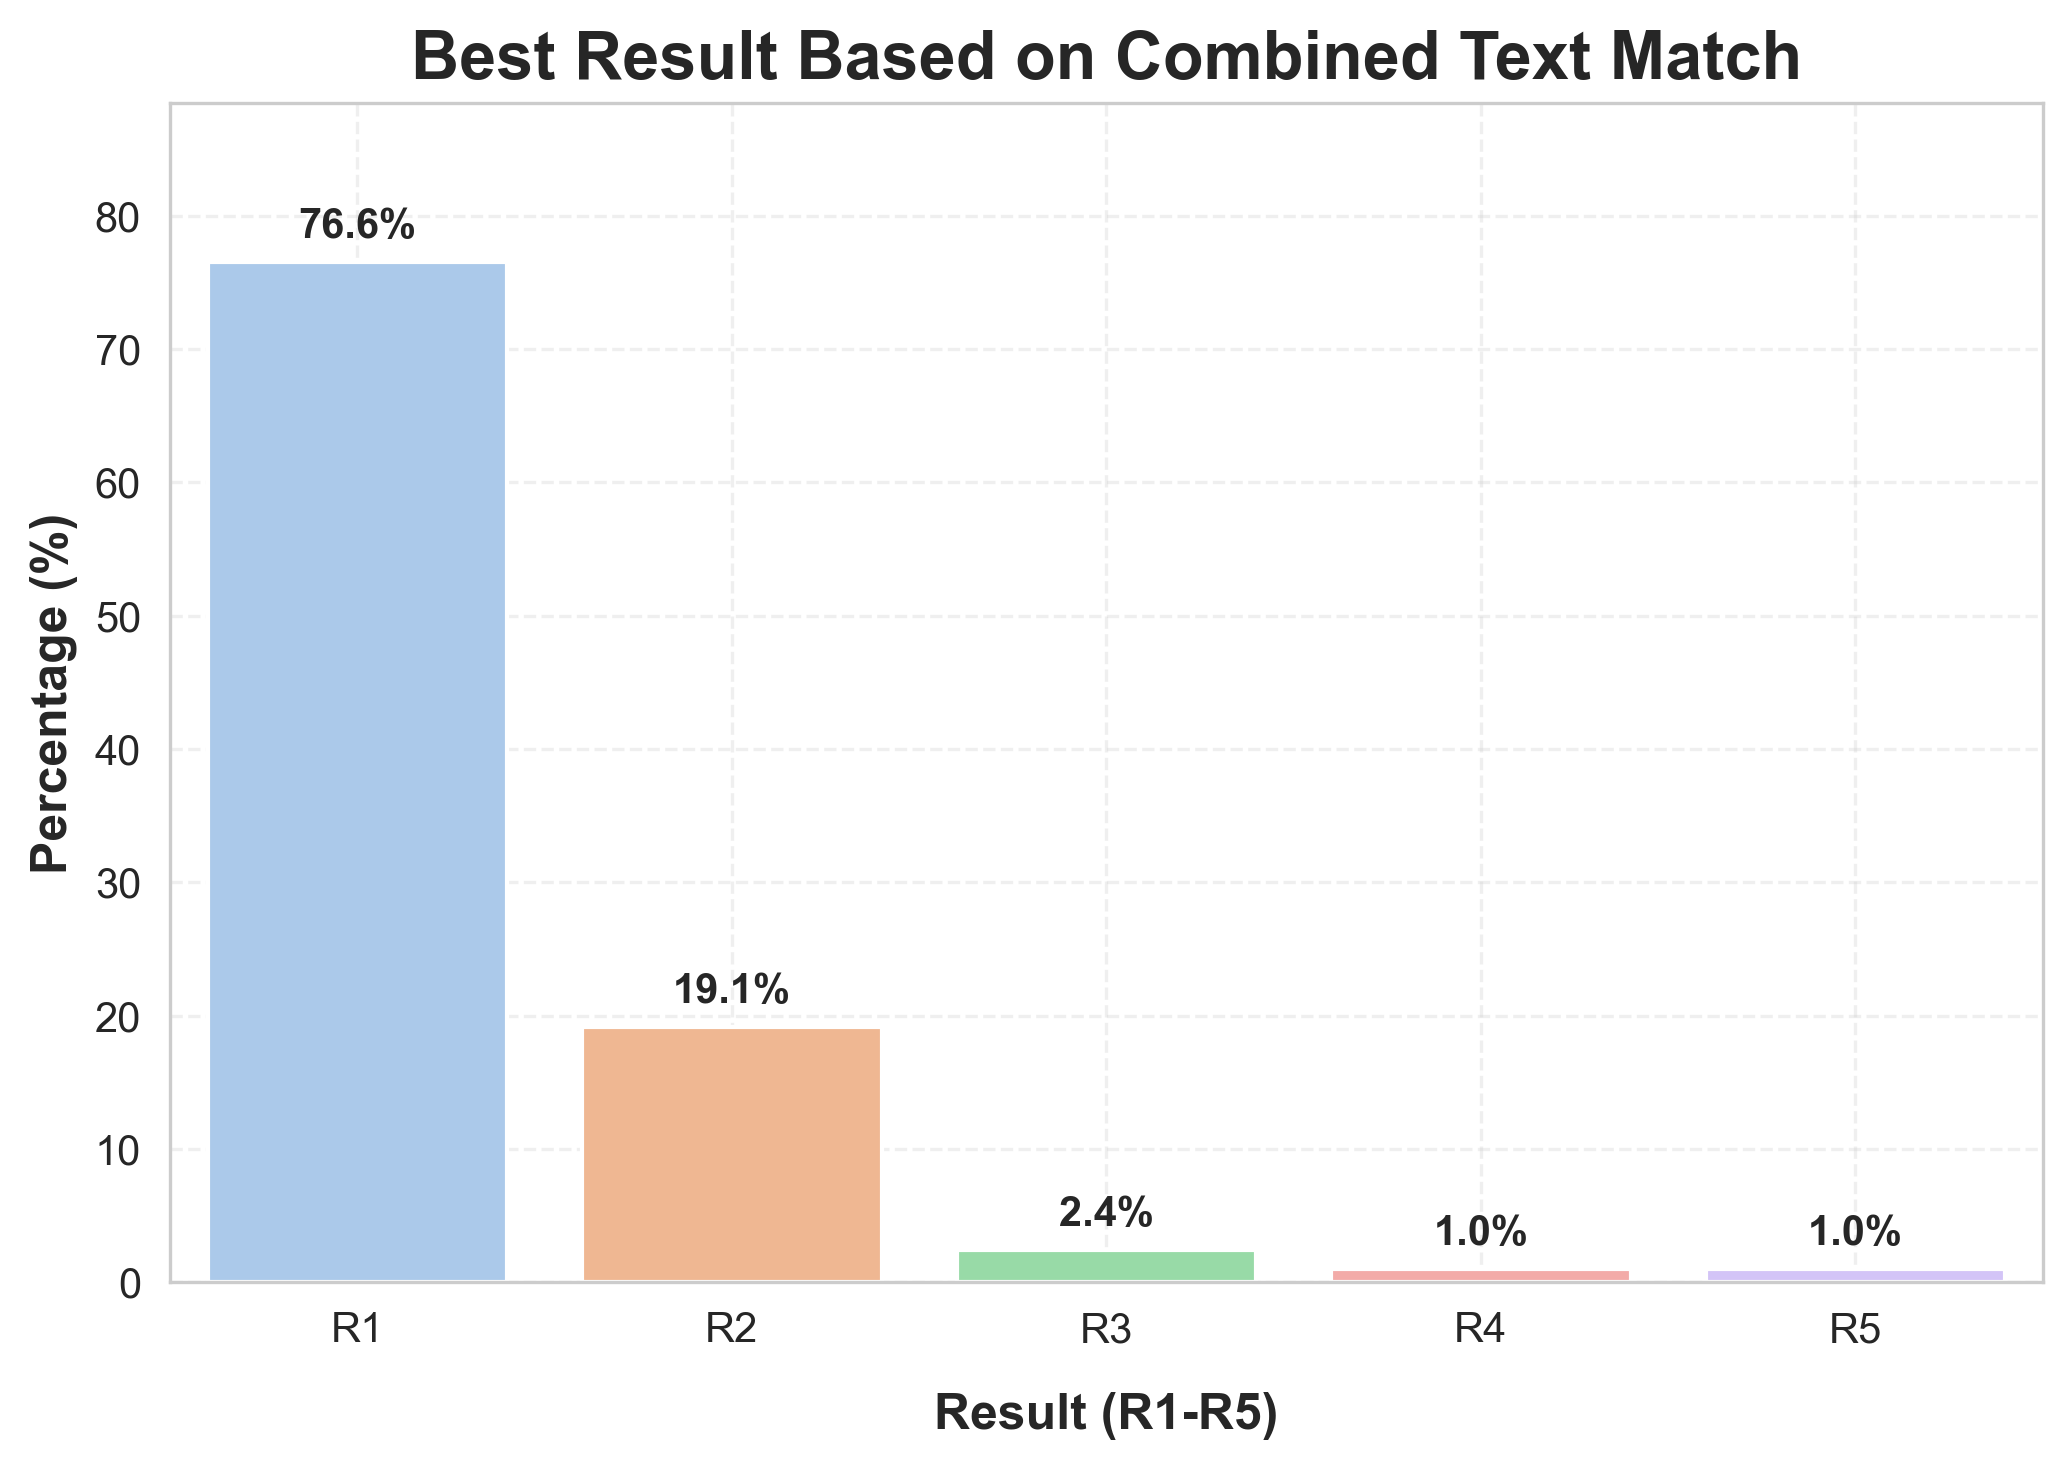 Best Result Based on Combined Text Match
Percentage (%)
80
70
60
50
40
30
20
10
0
76.6%
19.1%
2.4%
1.0%
1.0%
R1
R2
R3
R4
R5
Result (R1-R5)